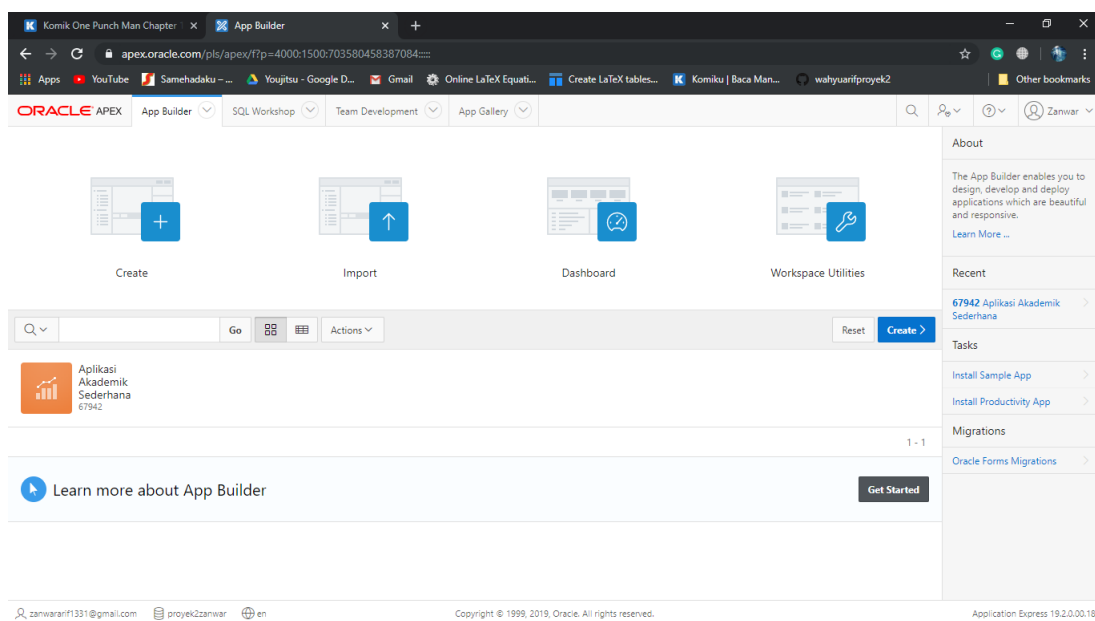 Komik One Punch Man Chapter
App Builder
apex.oracle.com/pls/apex/f?p=4000:1500:703580458387084:::::
Apps YouTube Samehadaku – ... Youjitsu - Google D... Gmail Online LaTeX Equati... Create LaTeX tables... Komiku | Baca Man... wahyuarifproyek2 Other bookmarks
ORACLE APEX App Builder SQL Workshop Team Development App Gallery Zanwar
About
The App Builder enables you to
design, develop and deploy
applications which are beautiful
and responsive.
Learn More ...
Create Import Dashboard Workspace Utilities
Recent
67942 Aplikasi Akademik
Sederhana
Go Actions Reset Create
Tasks
Install Sample App
Install Productivity App
Aplikasi
Akademik
Sederhana
67942
1 - 1
Migrations
Oracle Forms Migrations
Learn more about App Builder Get Started
zanwararif1331@gmail.com proyek2zanwar en Copyright © 1999, 2019, Oracle. All rights reserved. Application Express 19.2.0.00.18